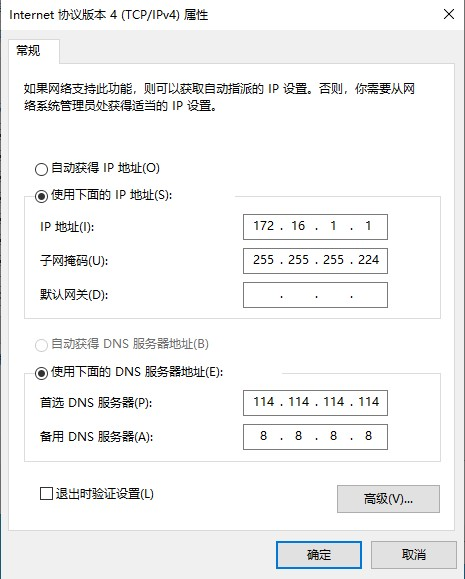 Internet 协议版本 4 (TCP/IPv4) 属性
常规
如果网络支持此功能，则可以获取自动指派的 IP 设置。否则，你需要从网
络系统管理员处获得适当的 IP 设置。
自动获得 IP 地址(O)
使用下面的 IP 地址(S):
IP 地址(I):
172 . 16 . 1 . 1
子网掩码(U):
255 . 255 . 255 . 224
默认网关(D):
. . .
自动获得 DNS 服务器地址(B)
使用下面的 DNS 服务器地址(E):
首选 DNS 服务器(P):
114 . 114 . 114 . 114
备用 DNS 服务器(A):
8 . 8 . 8 . 8
退出时验证设置(L)
高级(V)...
确定
取消